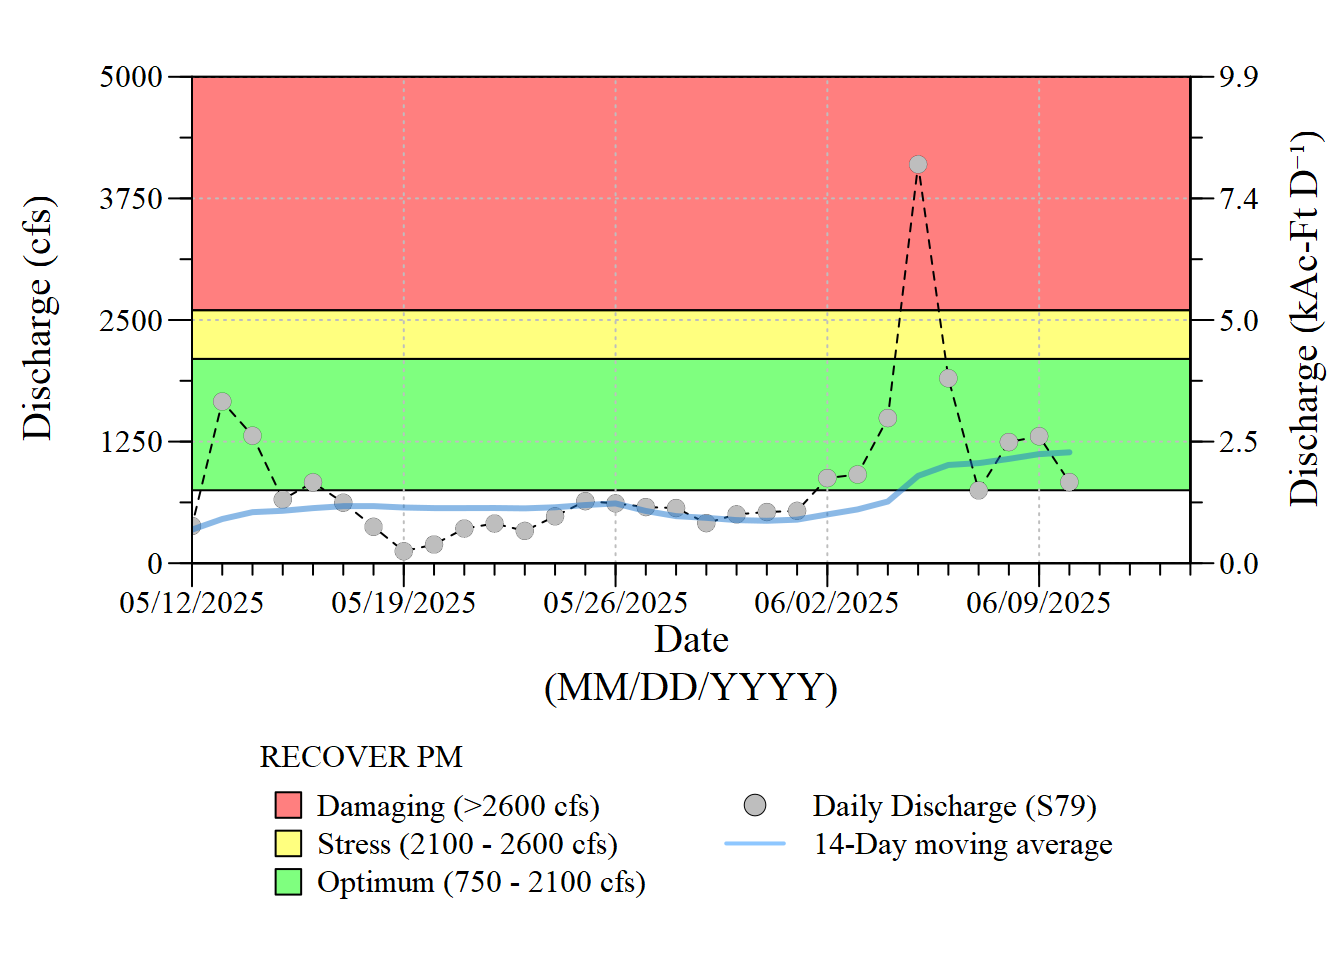 5000
3750
2500
1250
0
Discharge (cfs)
9.9
7.4
5.0
2.5
0.0
Discharge (kAc-Ft D⁻¹)
05/12/2025 05/19/2025 05/26/2025 06/02/2025 06/09/2025
Date
(MM/DD/YYYY)
RECOVER PM
Damaging (>2600 cfs)
Stress (2100 - 2600 cfs)
Optimum (750 - 2100 cfs)
Daily Discharge (S79)
14-Day moving average